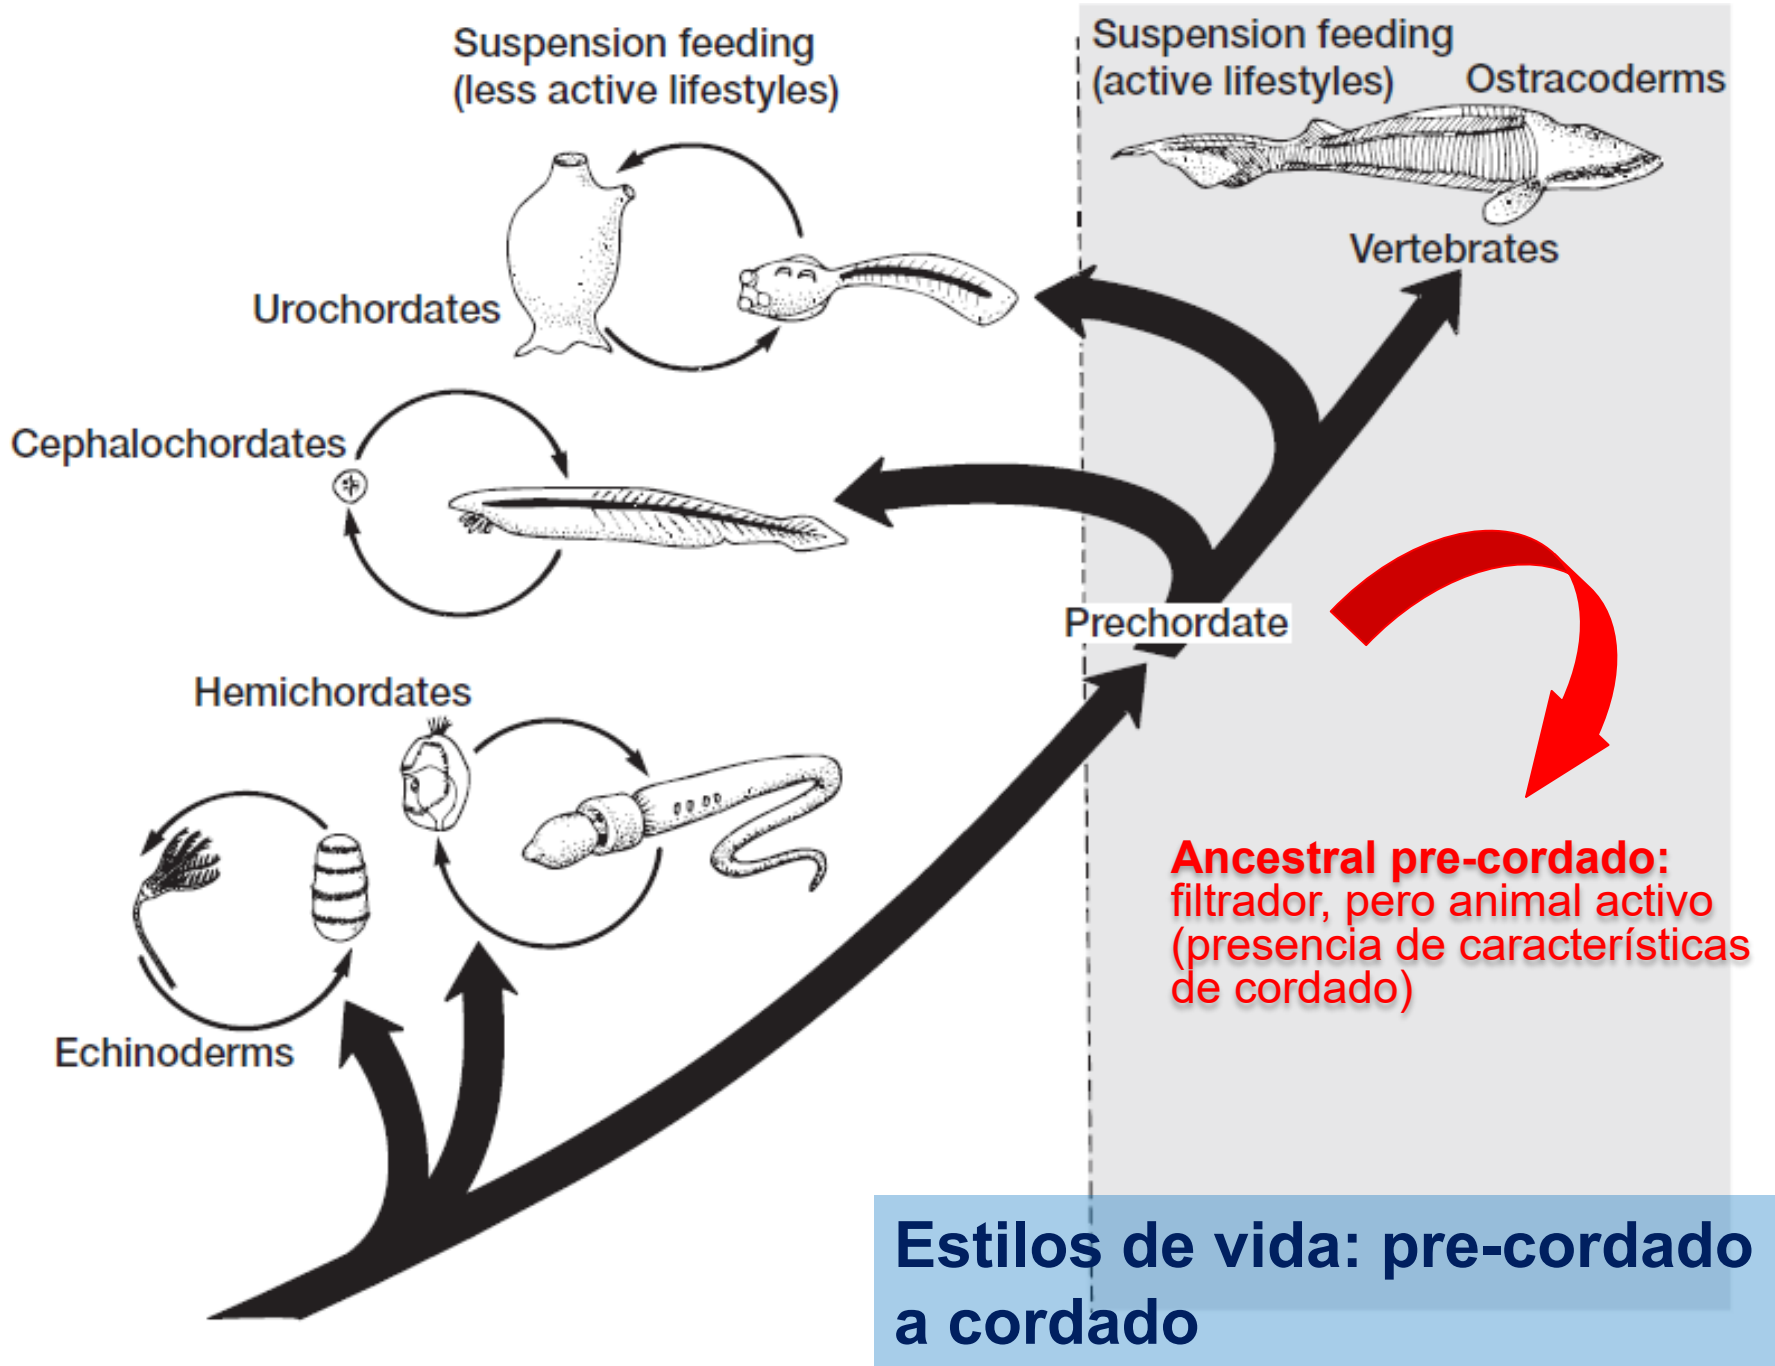 Suspension feeding
(less active lifestyles)
Suspension feeding
(active lifestyles)
Ostracoderms
Vertebrates
Urochordates
Cephalochordates
Prechordate
Hemichordates
Echinoderms
Ancestral pre-cordado:
filtrador, pero animal activo
(presencia de características
de cordado)
Estilos de vida: pre-cordado
a cordado